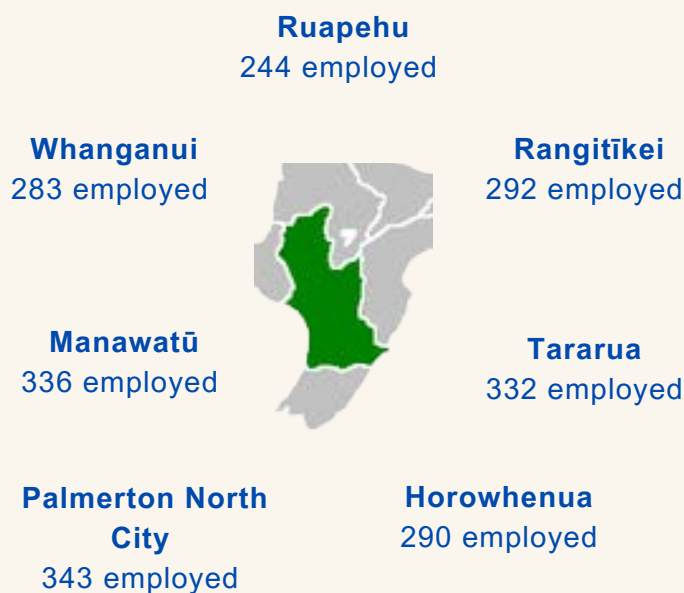 Ruapehu
244 employed
Whanganui
283 employed
Rangitīkei
292 employed
Manawatū
336 employed
Tararua
332 employed
Palmerton North
City
343 employed
Horowhenua
290 employed